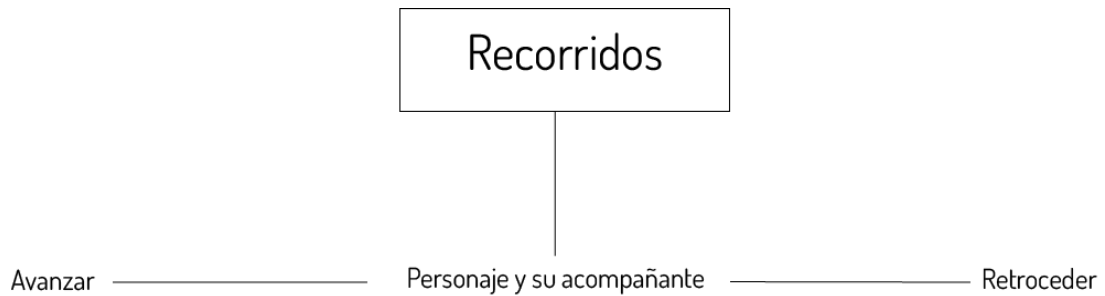 Recorridos
Avanzar
Personaje y su acompañante
Retroceder